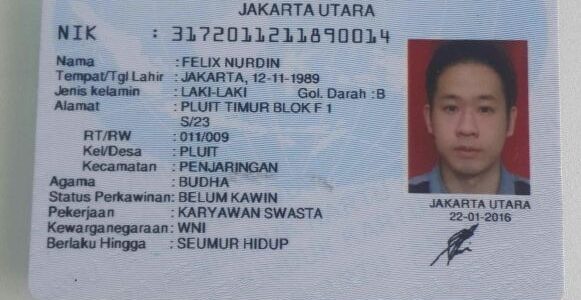 JAKARTA UTARA
NIK : 3172011211890014
Nama : FELIX NURDIN
Tempat/Tgl Lahir : JAKARTA, 12-11-1989
Jenis kelamin : LAKI-LAKI Gol. Darah :B
Alamat : PLUIT TIMUR BLOK F 1
S/23
RT/RW : 011/009
Kel/Desa : PLUIT
Kecamatan : PENJARINGAN
Agama : BUDHA
Status Perkawinan: BELUM KAWIN
Pekerjaan : KARYAWAN SWASTA
Kewarganegaraan: WNI
Berlaku Hingga : SEUMUR HIDUP
JAKARTA UTARA
22-01-2016